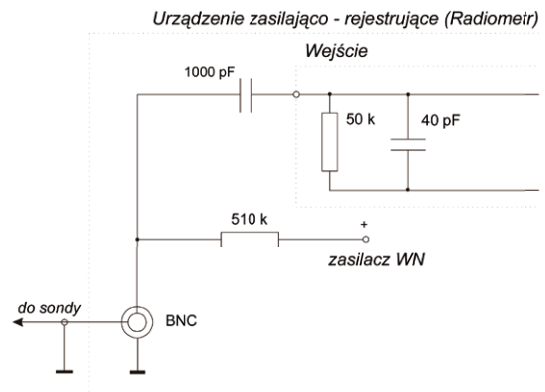 Urządzenie zasilająco - rejestrujące (Radiometr)
Wejście
1000 pF
50 k
40 pF
510 k
+
zasilacz WN
do sondy
BNC